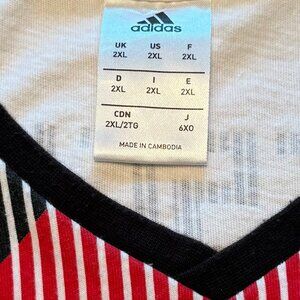 adidas
UK US F
2XL 2XL 2XL
D I E
2XL 2XL 2XL
CDN J
2XL/2TG 6XO
MADE IN CAMBODIA